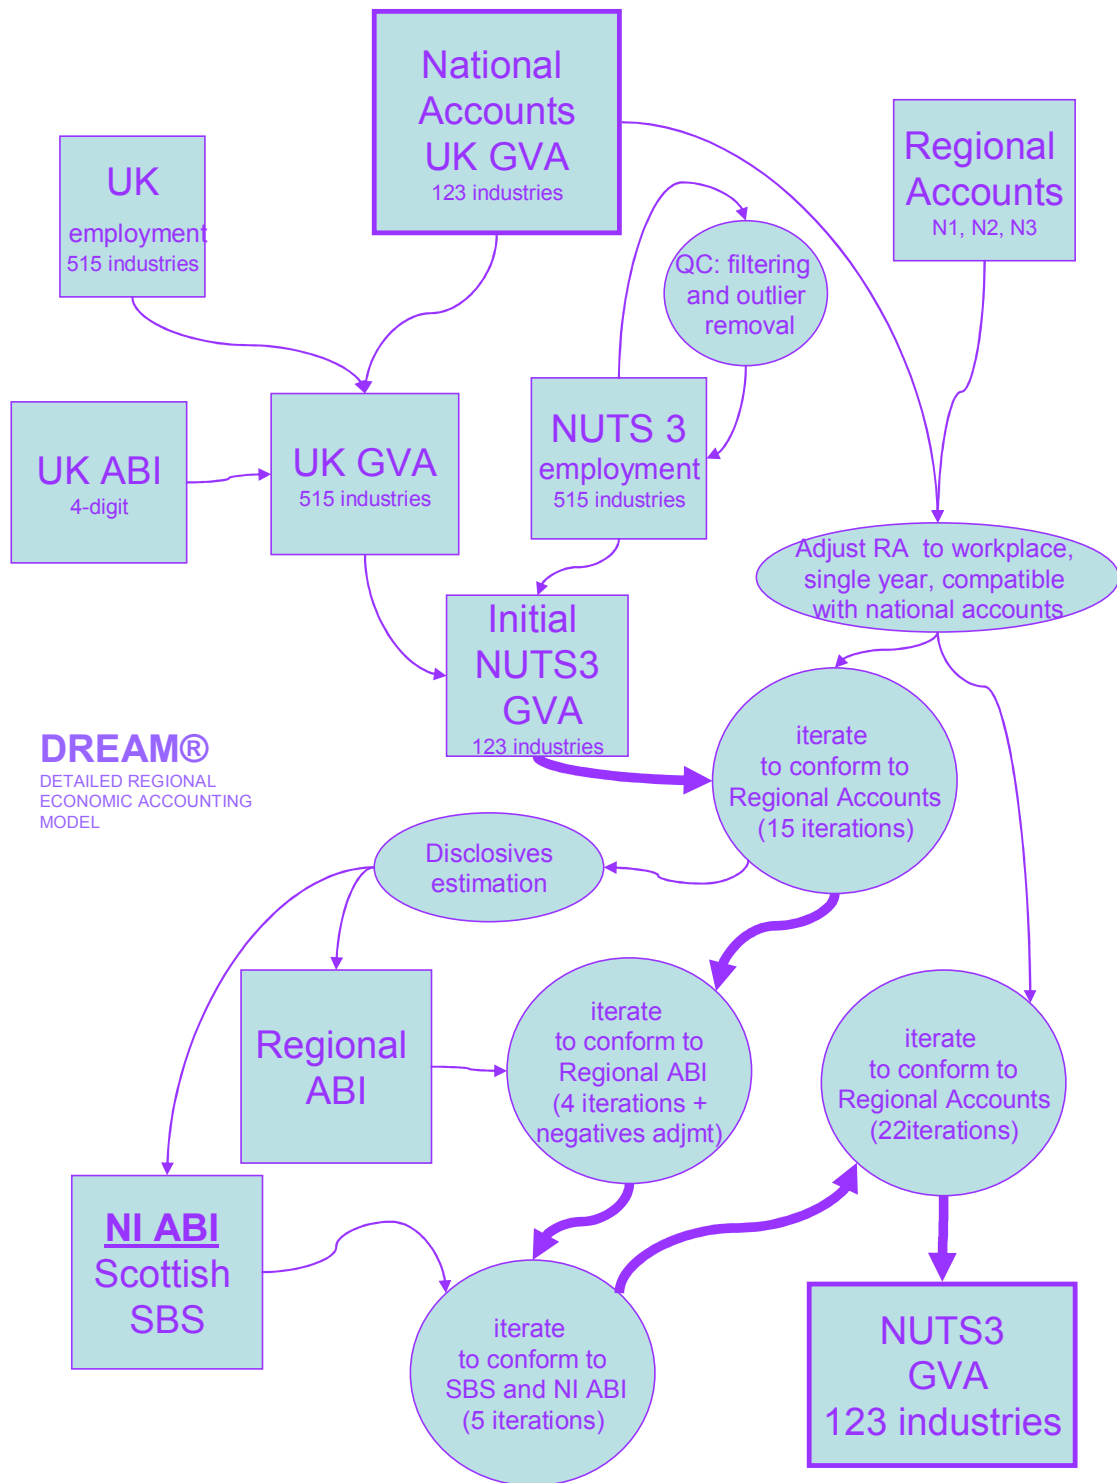 National
Accounts
UK GVA
123 industries
UK
employment
515 industries
Regional
Accounts
N1, N2, N3
QC: filtering
and outlier
removal
UK ABI
4-digit
UK GVA
515 industries
NUTS 3
employment
515 industries
Adjust RA to workplace,
single year, compatible
with national accounts
Initial
NUTS3
GVA
123 industries
DREAM®
DETAILED REGIONAL
ECONOMIC ACCOUNTING
MODEL
iterate
to conform to
Regional Accounts
(15 iterations)
Disclosives
estimation
Regional
ABI
iterate
to conform to
Regional ABI
(4 iterations +
negatives adjmt)
iterate
to conform to
Regional Accounts
(22iterations)
NI ABI
Scottish
SBS
iterate
to conform to
SBS and NI ABI
(5 iterations)
NUTS3
GVA
123 industries